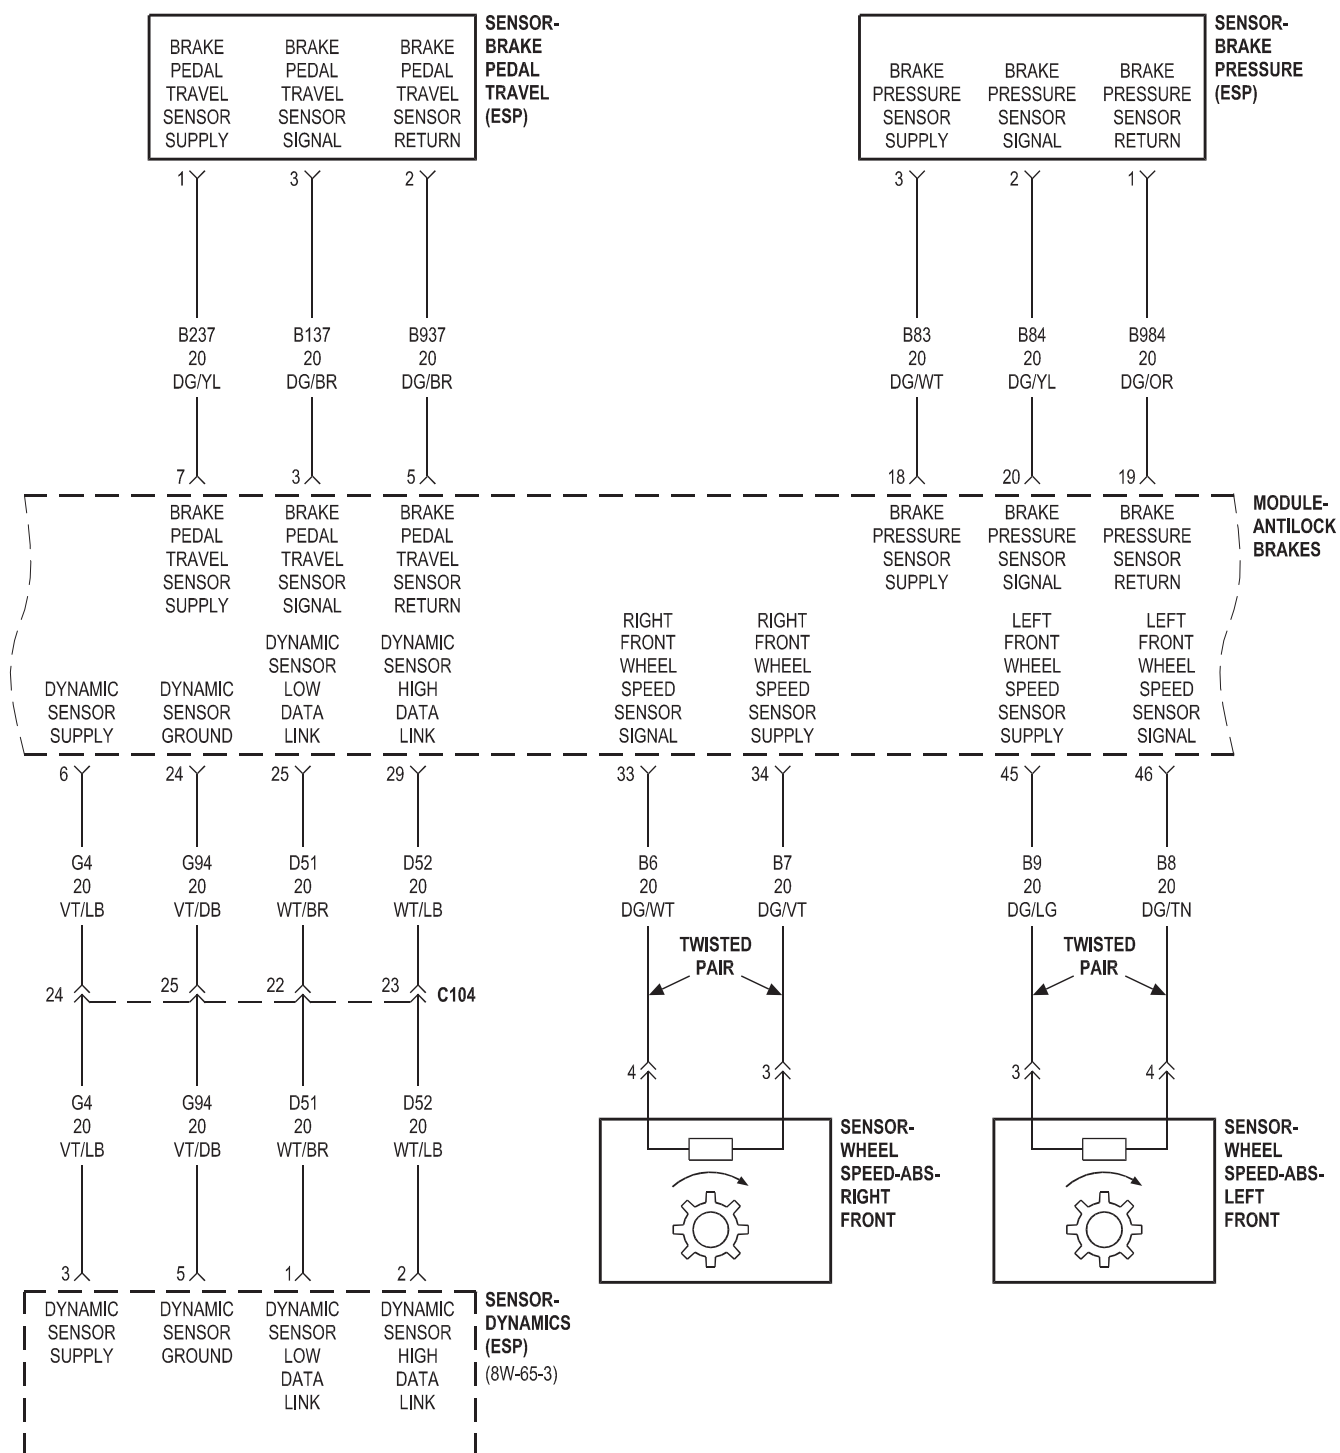 SENSOR-
BRAKE
PEDAL
TRAVEL
(ESP)
BRAKE
PEDAL
TRAVEL
SENSOR
SUPPLY
BRAKE
PEDAL
TRAVEL
SENSOR
SIGNAL
BRAKE
PEDAL
TRAVEL
SENSOR
RETURN
SENSOR-
BRAKE
PRESSURE
(ESP)
BRAKE
PRESSURE
SENSOR
SUPPLY
BRAKE
PRESSURE
SENSOR
SIGNAL
BRAKE
PRESSURE
SENSOR
RETURN
1 3 2 3 2 1
B237
20
DG/YL
B137
20
DG/BR
B937
20
DG/BR
B83
20
DG/WT
B84
20
DG/YL
B984
20
DG/OR
7 3 5 18 20 19
MODULE-
ANTILOCK
BRAKES
BRAKE
PEDAL
TRAVEL
SENSOR
SUPPLY
BRAKE
PEDAL
TRAVEL
SENSOR
SIGNAL
BRAKE
PEDAL
TRAVEL
SENSOR
RETURN
BRAKE
PRESSURE
SENSOR
SUPPLY
BRAKE
PRESSURE
SENSOR
SIGNAL
BRAKE
PRESSURE
SENSOR
RETURN
DYNAMIC
SENSOR
SUPPLY
DYNAMIC
SENSOR
GROUND
DYNAMIC
SENSOR
LOW
DATA
LINK
DYNAMIC
SENSOR
HIGH
DATA
LINK
RIGHT
FRONT
WHEEL
SPEED
SENSOR
SIGNAL
RIGHT
FRONT
WHEEL
SPEED
SENSOR
SUPPLY
LEFT
FRONT
WHEEL
SPEED
SENSOR
SUPPLY
LEFT
FRONT
WHEEL
SPEED
SENSOR
SIGNAL
6 24 25 29 33 34 45 46
G4
20
VT/LB
G94
20
VT/DB
D51
20
WT/BR
D52
20
WT/LB
B6
20
DG/WT
B7
20
DG/VT
B9
20
DG/LG
B8
20
DG/TN
TWISTED
PAIR
TWISTED
PAIR
24 25 22 23 C104
4 3 3 4
G4
20
VT/LB
G94
20
VT/DB
D51
20
WT/BR
D52
20
WT/LB
SENSOR-
WHEEL
SPEED-ABS-
RIGHT
FRONT
SENSOR-
WHEEL
SPEED-ABS-
LEFT
FRONT
3 5 1 2
DYNAMIC
SENSOR
SUPPLY
DYNAMIC
SENSOR
GROUND
DYNAMIC
SENSOR
LOW
DATA
LINK
DYNAMIC
SENSOR
HIGH
DATA
LINK
SENSOR-
DYNAMICS
(ESP)
(8W-65-3)